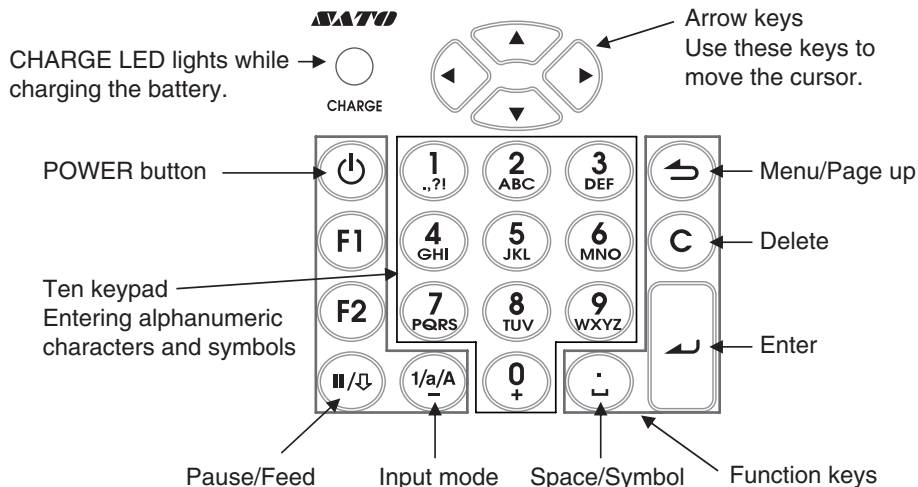 SATO
CHARGE LED lights while
charging the battery.
CHARGE
Arrow keys
Use these keys to
move the cursor.
POWER button
1
.,?!
2
ABC
3
DEF
Menu/Page up
F1
4
GHI
5
JKL
6
MNO
C
Delete
Ten keypad
Entering alphanumeric
characters and symbols
F2
7
PQRS
8
TUV
9
WXYZ
Enter
1/a/A
0
+
Pause/Feed
Input mode
Space/Symbol
Function keys